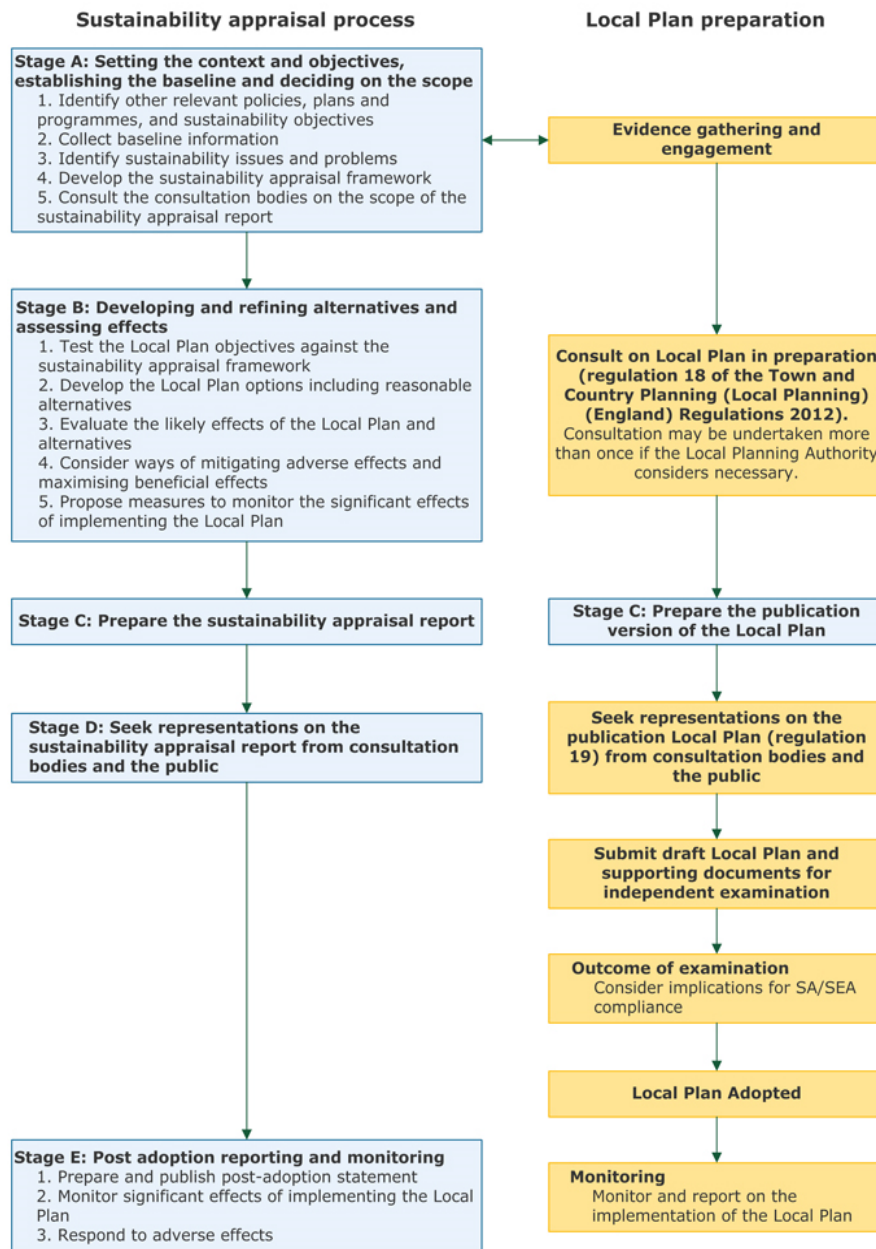 Sustainability appraisal process
Local Plan preparation
Stage A: Setting the context and objectives,
establishing the baseline and deciding on the scope
1. Identify other relevant policies, plans and
programmes, and sustainability objectives
2. Collect baseline information
3. Identify sustainability issues and problems
4. Develop the sustainability appraisal framework
5. Consult the consultation bodies on the scope of the
sustainability appraisal report
Evidence gathering and
engagement
Stage B: Developing and refining alternatives and
assessing effects
1. Test the Local Plan objectives against the
sustainability appraisal framework
2. Develop the Local Plan options including reasonable
alternatives
3. Evaluate the likely effects of the Local Plan and
alternatives
4. Consider ways of mitigating adverse effects and
maximising beneficial effects
5. Propose measures to monitor the significant effects
of implementing the Local Plan
Consult on Local Plan in preparation
(regulation 18 of the Town and
Country Planning (Local Planning)
(England) Regulations 2012).
Consultation may be undertaken more
than once if the Local Planning Authority
considers necessary.
Stage C: Prepare the sustainability appraisal report
Stage C: Prepare the publication
version of the Local Plan
Stage D: Seek representations on the
sustainability appraisal report from consultation
bodies and the public
Seek representations on the
publication Local Plan (regulation
19) from consultation bodies and
the public
Submit draft Local Plan and
supporting documents for
independent examination
Outcome of examination
Consider implications for SA/SEA
compliance
Local Plan Adopted
Stage E: Post adoption reporting and monitoring
1. Prepare and publish post-adoption statement
2. Monitor significant effects of implementing the Local
Plan
3. Respond to adverse effects
Monitoring
Monitor and report on the
implementation of the Local Plan